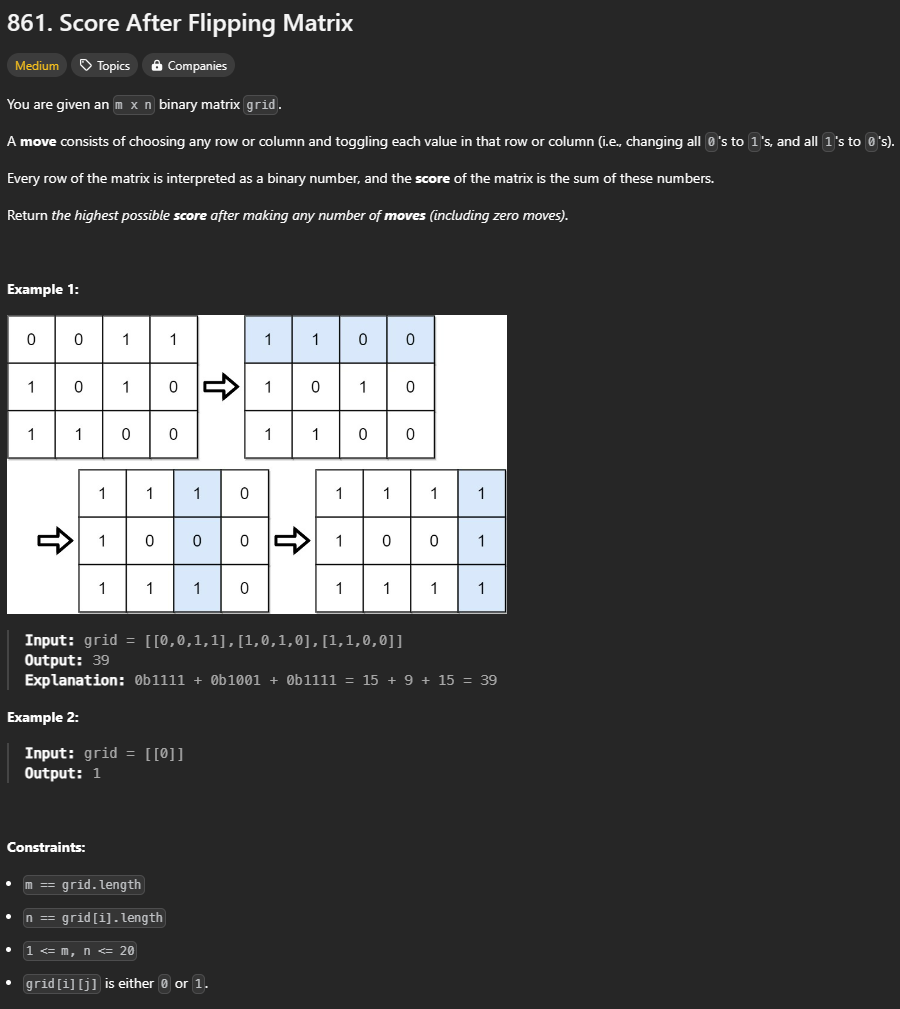 861. Score After Flipping Matrix
Medium Topics Companies
You are given an m x n binary matrix grid.
A move consists of choosing any row or column and toggling each value in that row or column (i.e., changing all 0's to 1's, and all 1's to 0's).
Every row of the matrix is interpreted as a binary number, and the score of the matrix is the sum of these numbers.
Return the highest possible score after making any number of moves (including zero moves).
Example 1:
0 0 1 1 1 1 0 0
1 0 1 0 1 0 1 0
1 1 0 0 1 1 0 0
1 1 1 0 1 1 1 1
1 0 0 0 1 0 0 1
1 1 1 0 1 1 1 1
Input: grid = [[0,0,1,1],[1,0,1,0],[1,1,0,0]]
Output: 39
Explanation: 0b1111 + 0b1001 + 0b1111 = 15 + 9 + 15 = 39
Example 2:
Input: grid = [[0]]
Output: 1
Constraints:
• m == grid.length
• n == grid[i].length
• 1 <= m, n <= 20
• grid[i][j] is either 0 or 1.